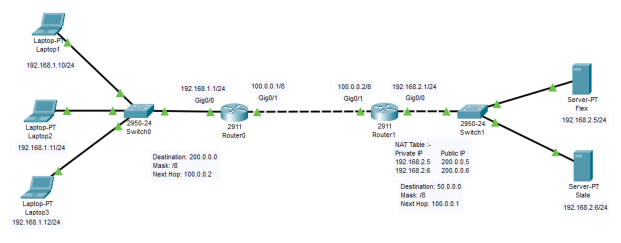 Laptop-PT
Laptop1
192.168.1.10/24
Laptop-PT
Laptop2
192.168.1.11/24
Laptop-PT
Laptop3
192.168.1.12/24
2950-24
Switch0
192.168.1.1/24
Gig0/0
2911
Router0
100.0.0.1/8
Gig0/1
Destination: 200.0.0.0
Mask: /8
Next Hop: 100.0.0.2
100.0.0.2/8
Gig0/1
2911
Router1
192.168.2.1/24
Gig0/0
NAT Table :-
Private IP Public IP
192.168.2.5 200.0.0.5
192.168.2.6 200.0.0.6
Destination: 50.0.0.0
Mask: /8
Next Hop: 100.0.0.1
2950-24
Switch1
Server-PT
Flex
192.168.2.5/24
Server-PT
Slate
192.168.2.6/24